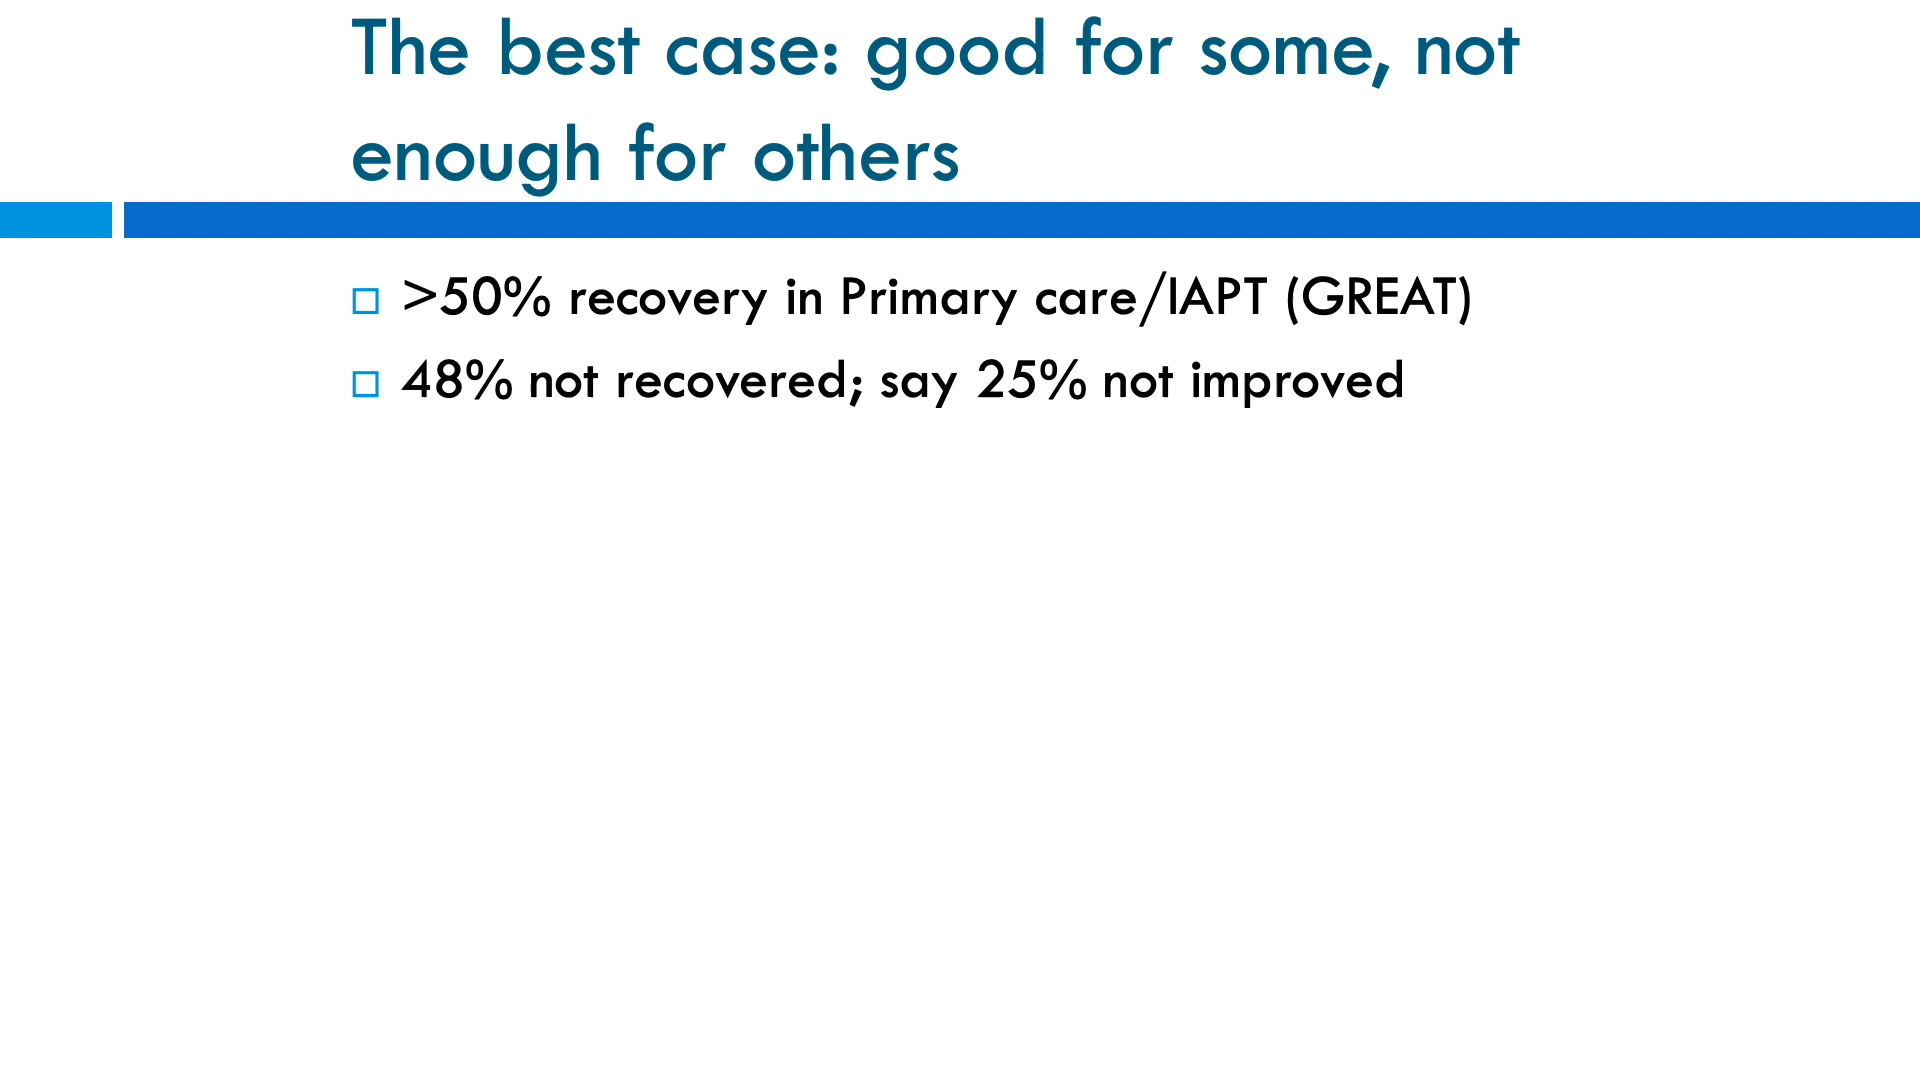 The best case: good for some, not
enough for others
>50% recovery in Primary care/IAPT (GREAT)
48% not recovered; say 25% not improved